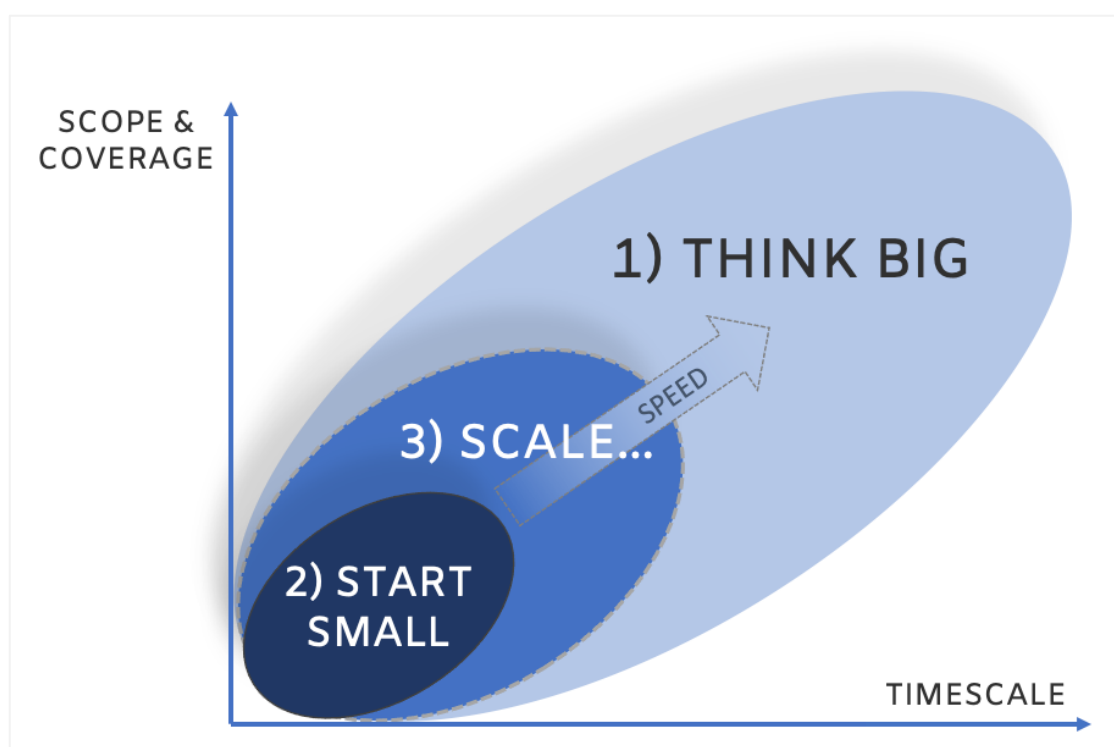 SCOPE &
COVERAGE
1) THINK BIG
SPEED
3) SCALE...
2) START
SMALL
TIMESCALE